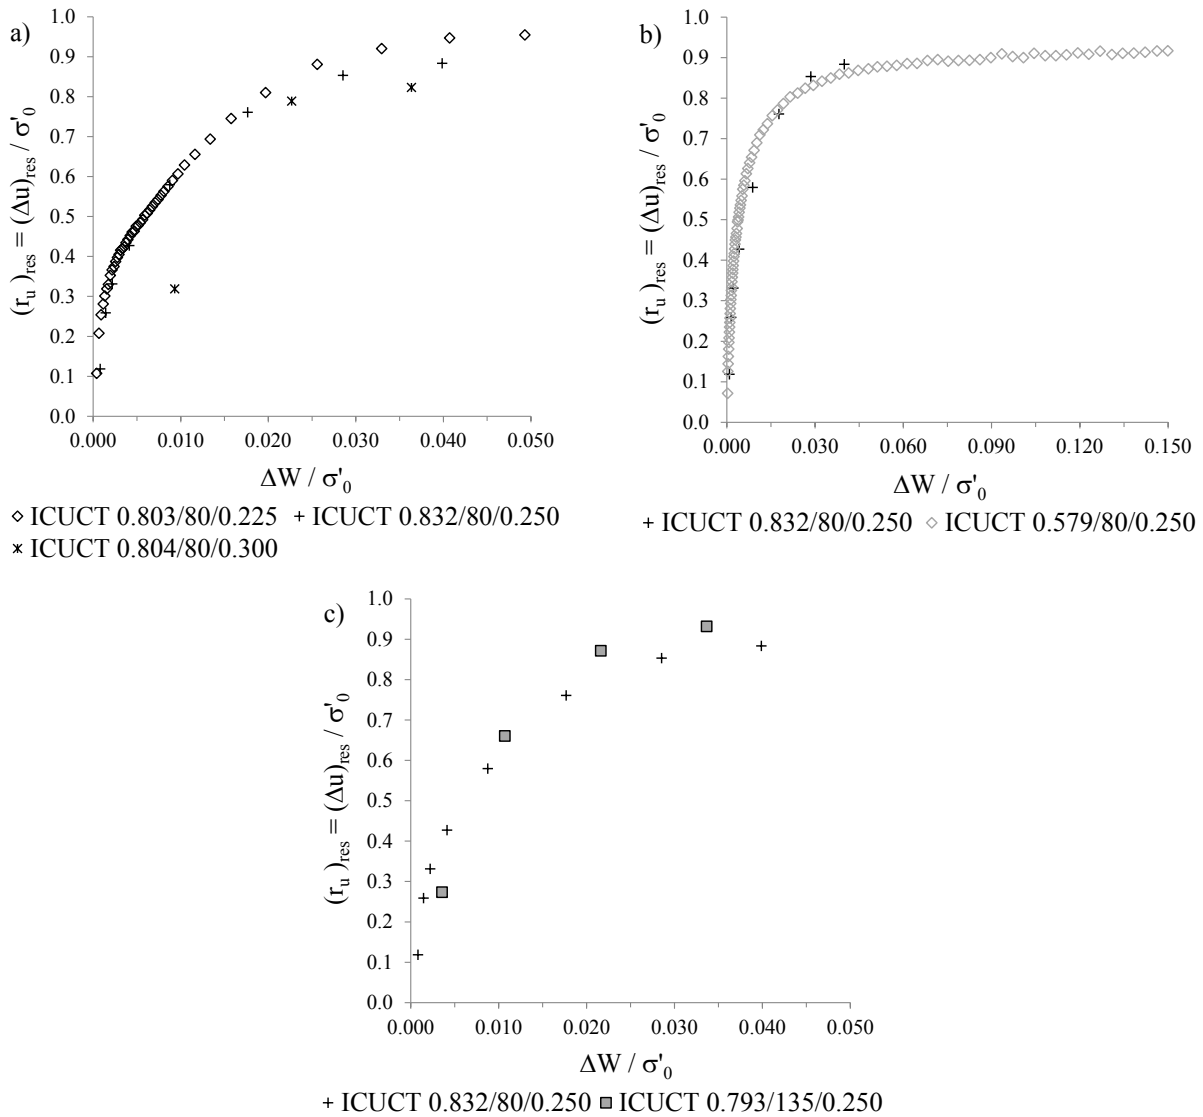 a)
1.0
0.9
0.8
0.7
0.6
0.5
0.4
0.3
0.2
0.1
0.0
(r_u)_res = (Δu)_res / σ'_0
0.000 0.010 0.020 0.030 0.040 0.050
ΔW / σ'_0
ICUCT 0.803/80/0.225 ICUCT 0.832/80/0.250
ICUCT 0.804/80/0.300
b)
1.0
0.9
0.8
0.7
0.6
0.5
0.4
0.3
0.2
0.1
0.0
(r_u)_res = (Δu)_res / σ'_0
0.000 0.030 0.060 0.090 0.120 0.150
ΔW / σ'_0
ICUCT 0.832/80/0.250 ICUCT 0.579/80/0.250
c)
1.0
0.9
0.8
0.7
0.6
0.5
0.4
0.3
0.2
0.1
0.0
(r_u)_res = (Δu)_res / σ'_0
0.000 0.010 0.020 0.030 0.040 0.050
ΔW / σ'_0
ICUCT 0.832/80/0.250 ICUCT 0.793/135/0.250